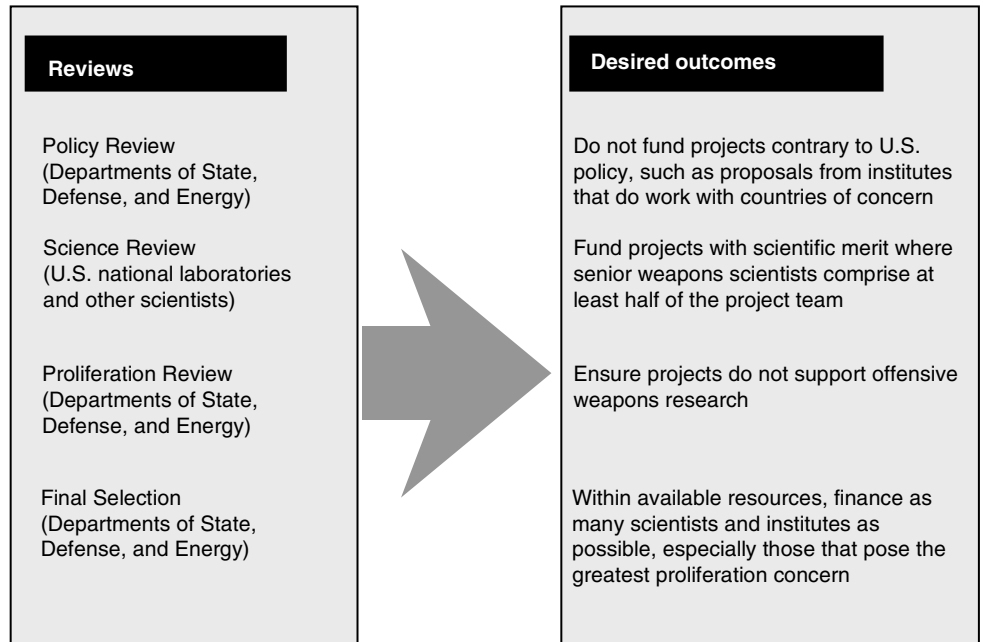 Reviews
Policy Review
(Departments of State,
Defense, and Energy)
Science Review
(U.S. national laboratories
and other scientists)
Proliferation Review
(Departments of State,
Defense, and Energy)
Final Selection
(Departments of State,
Defense, and Energy)
Desired outcomes
Do not fund projects contrary to U.S.
policy, such as proposals from institutes
that do work with countries of concern
Fund projects with scientific merit where
senior weapons scientists comprise at
least half of the project team
Ensure projects do not support offensive
weapons research
Within available resources, finance as
many scientists and institutes as
possible, especially those that pose the
greatest proliferation concern